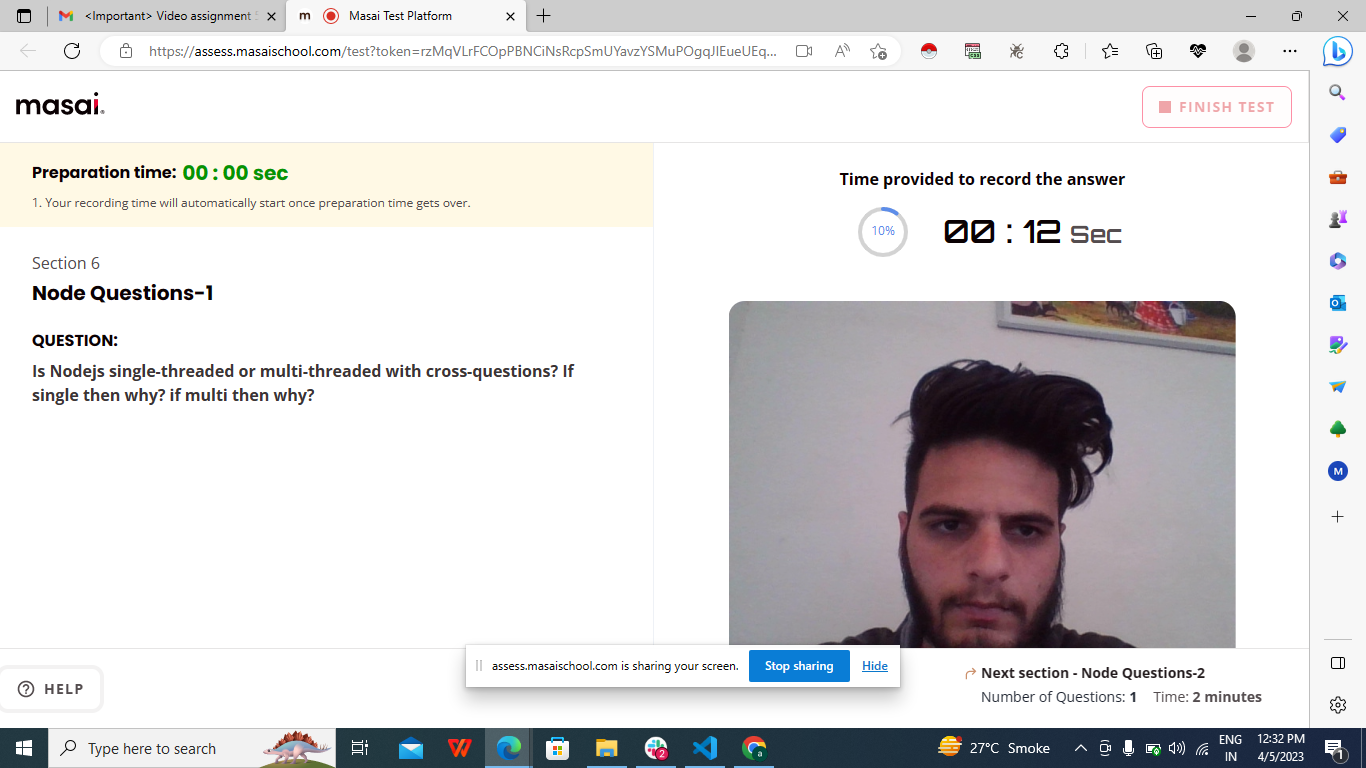 <Important> Video assignment
Masai Test Platform
https://assess.masaischool.com/test?token=rzMqVLrFCOpPBNCiNsRcpSmUYavzYSMuPOgqJIEueUEq...
masai.
FINISH TEST
Preparation time: 00 : 00 sec
1. Your recording time will automatically start once preparation time gets over.
Section 6
Node Questions-1
QUESTION:
Is Nodejs single-threaded or multi-threaded with cross-questions? If
single then why? if multi then why?
Time provided to record the answer
10%
00 : 12 Sec
assess.masaischool.com is sharing your screen.
Stop sharing
Hide
HELP
Next section - Node Questions-2
Number of Questions: 1 Time: 2 minutes
M
Type here to search
2
a
27°C Smoke
ENG
IN
12:32 PM
4/5/2023
1